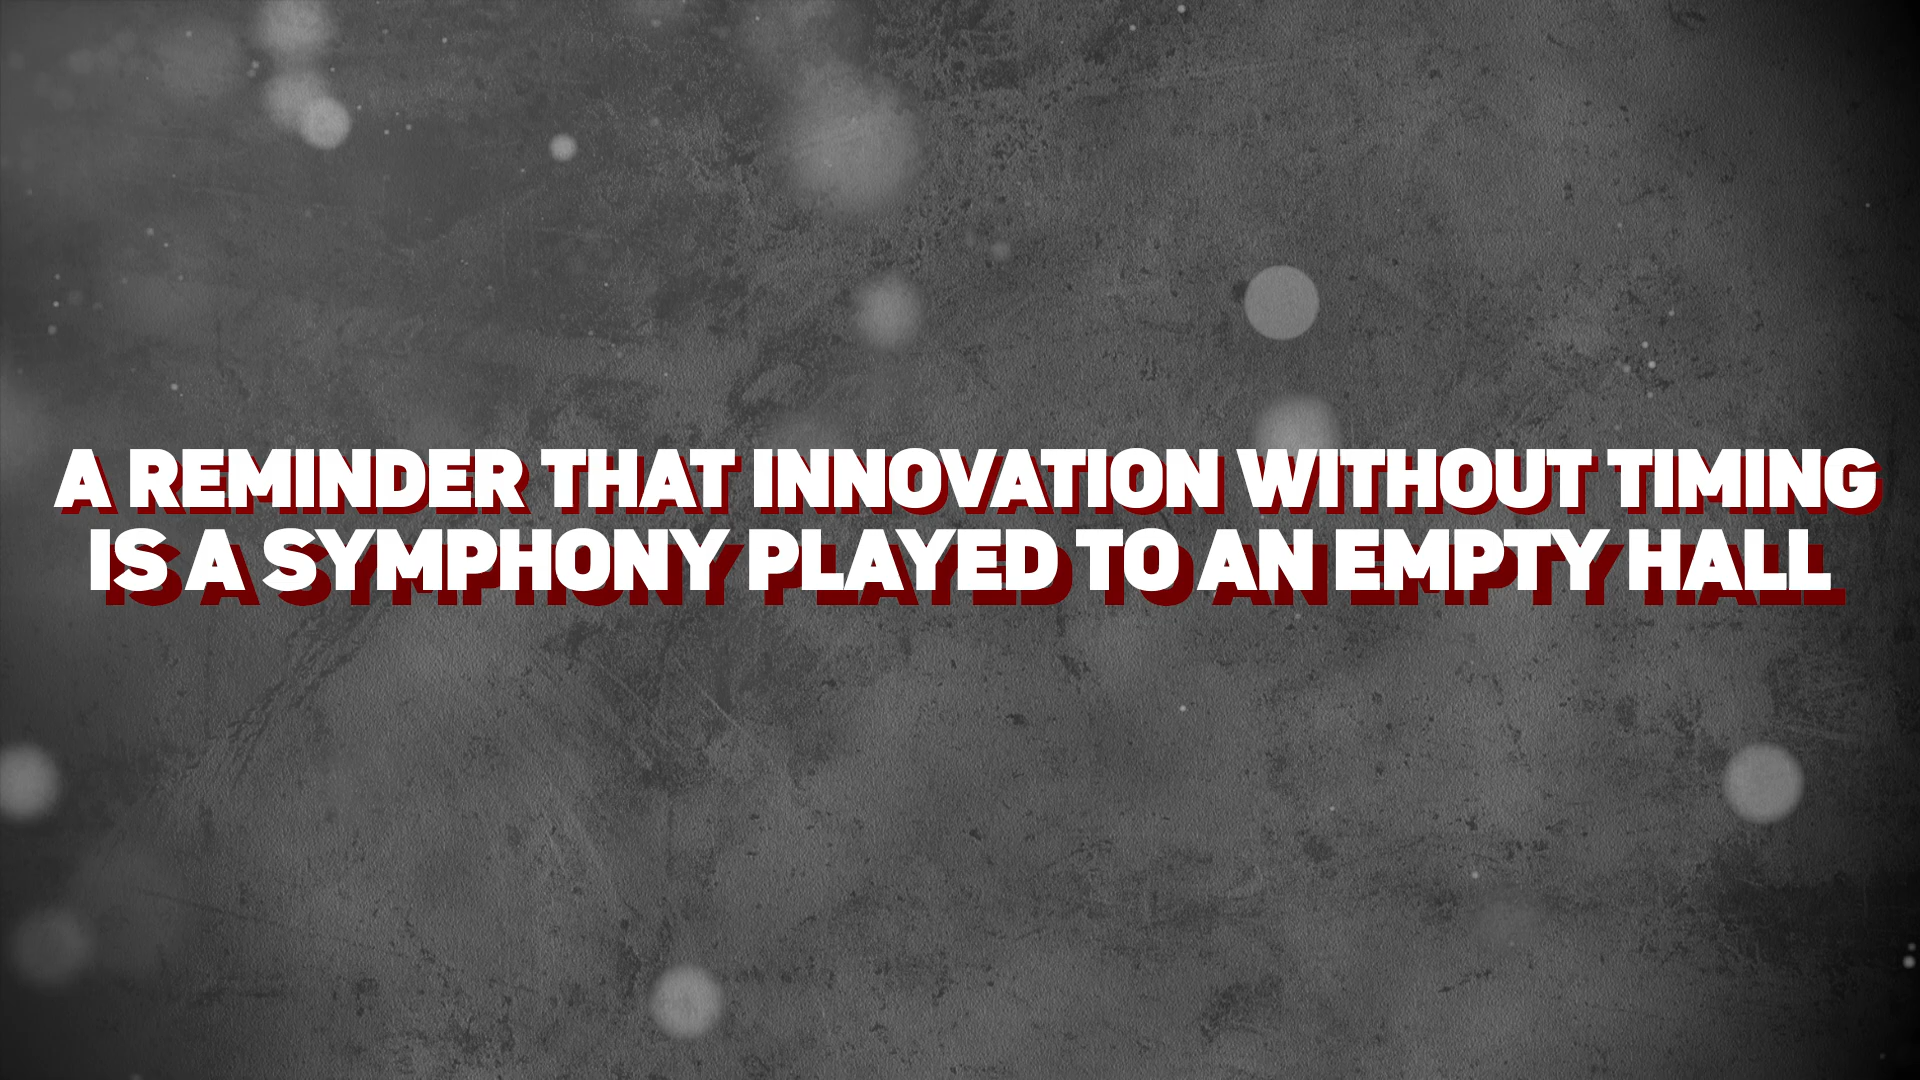 A REMINDER THAT INNOVATION WITHOUT TIMING
IS A SYMPHONY PLAYED TO AN EMPTY HALL